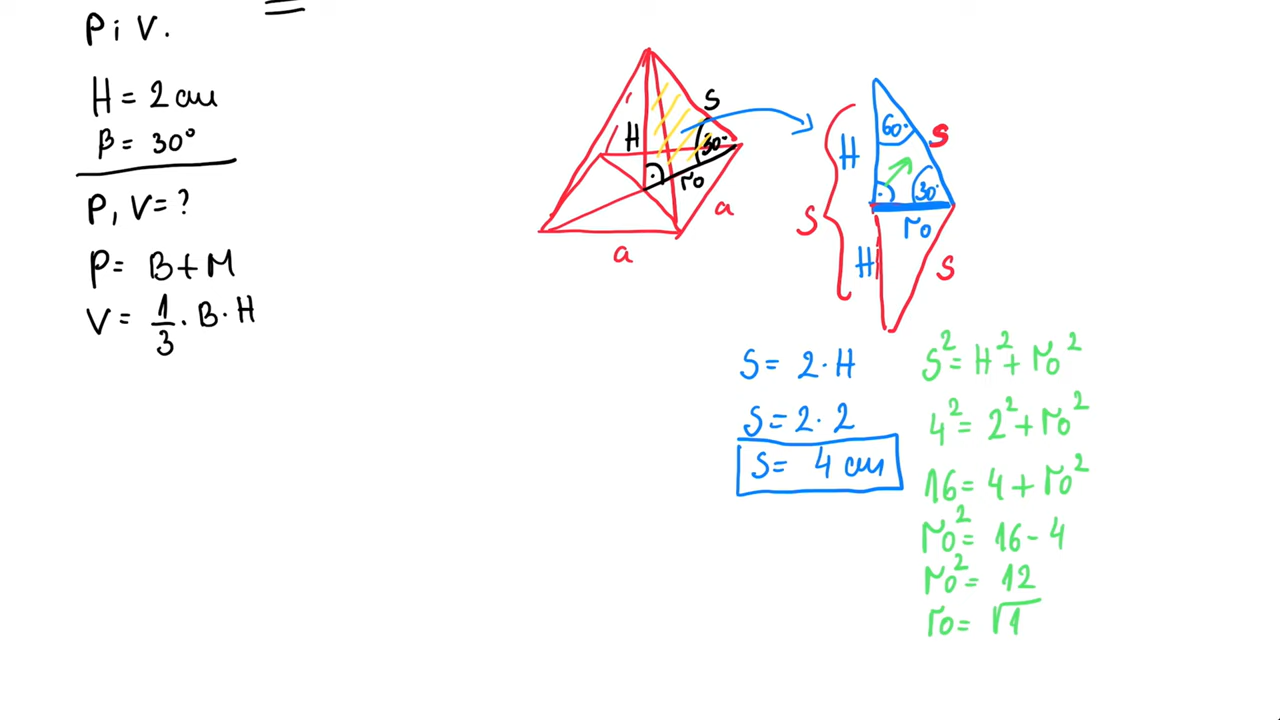 P i V.
H = 2 cm
β = 30°
P, V = ?
P = B + M
V = 1/3 · B · H
H
s
30°
r₀
a
a
60°
H
s
30°
r₀
s
H
s
s = 2 · H
s = 2 · 2
s = 4 cm
s² = H² + r₀²
4² = 2² + r₀²
16 = 4 + r₀²
r₀² = 16 - 4
r₀² = 12
r₀ = √1